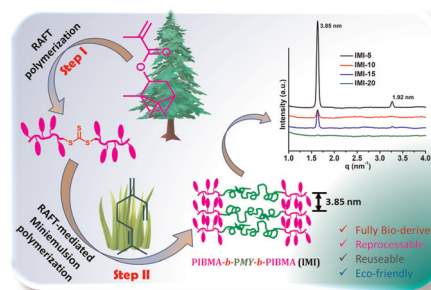 RAFT
polymerization
Step I
O
O
S
S
S
RAFT-mediated
Miniemulsion
polymerization
Step II
PIBMA-b-PMY-b-PIBMA (IMI)
3.85 nm
3.85 nm
1.92 nm
IMI-5
IMI-10
IMI-15
IMI-20
Intensity (a.u.)
1.0 1.5 2.0 2.5 3.0 3.5 4.0
q (nm⁻¹)
✓ Fully Bio-derive
✓ Reprocessable
✓ Reuseable
✓ Eco-friendly